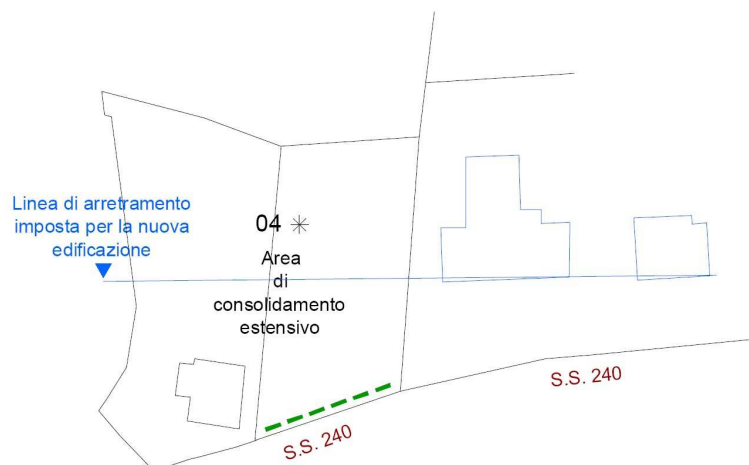 Linea di arretramento
imposta per la nuova
edificazione
04
Area
di
consolidamento
estensivo
S.S. 240
S.S. 240